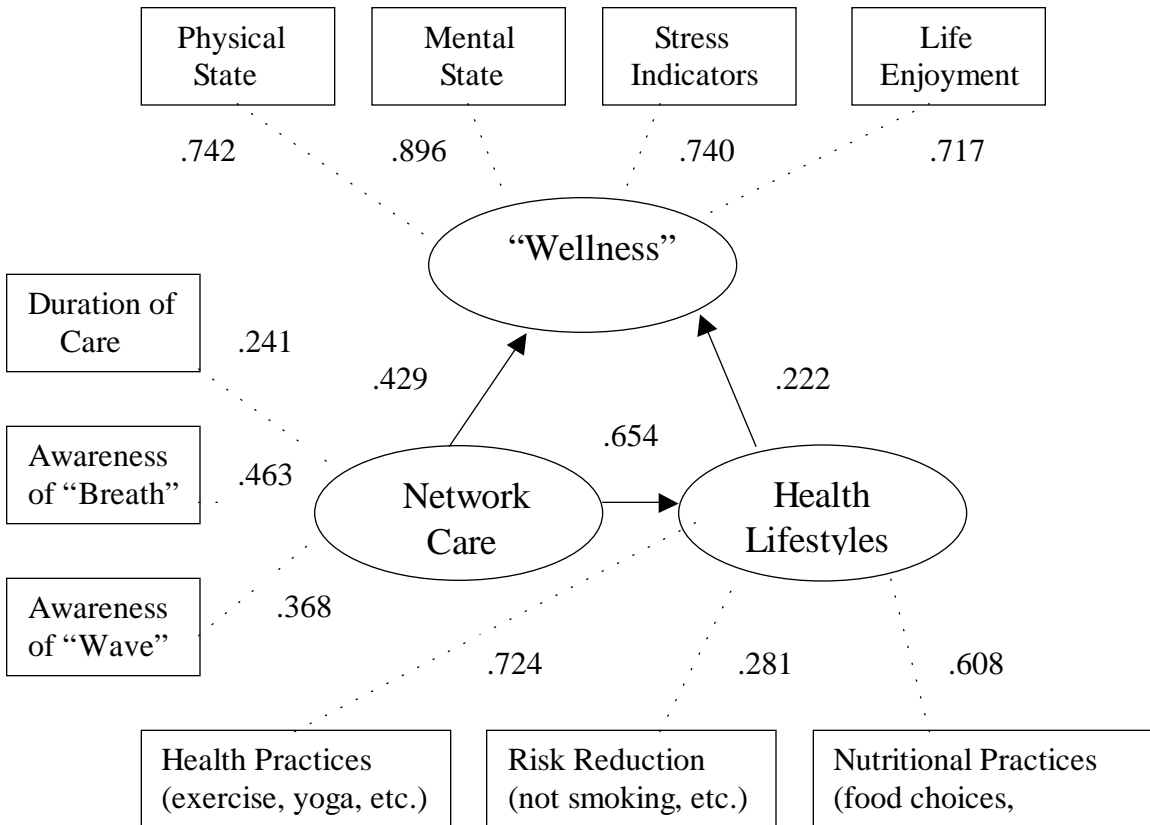 Physical
State
Mental
State
Stress
Indicators
Life
Enjoyment
.742
.896
.740
.717
“Wellness”
Duration of
Care
.241
.429
.222
.654
Awareness
of “Breath”
.463
Network
Care
Health
Lifestyles
Awareness
of “Wave”
.368
.724
.281
.608
Health Practices
(exercise, yoga, etc.)
Risk Reduction
(not smoking, etc.)
Nutritional Practices
(food choices,